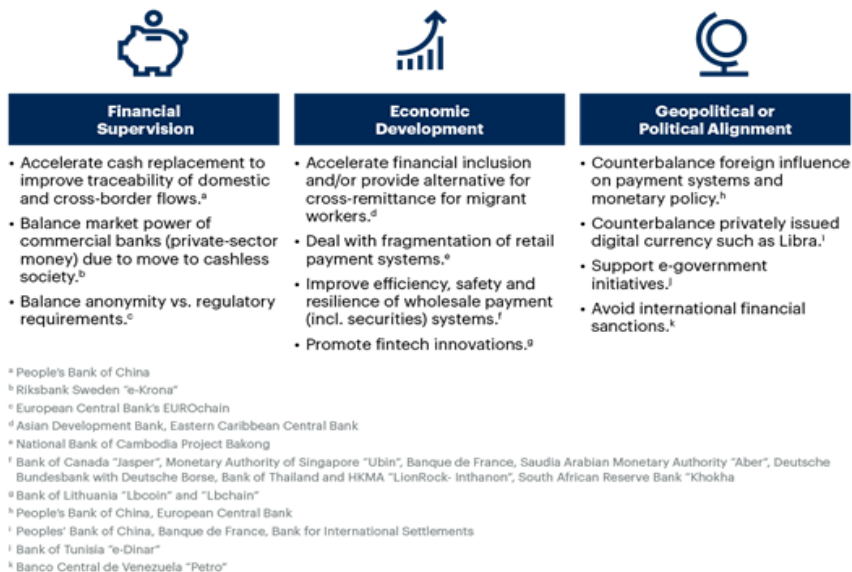 Financial
Supervision
• Accelerate cash replacement to
improve traceability of domestic
and cross-border flows.ᵃ
• Balance market power of
commercial banks (private-sector
money) due to move to cashless
society.ᵇ
• Balance anonymity vs. regulatory
requirements.ᶜ
Economic
Development
• Accelerate financial inclusion
and/or provide alternative for
cross-remittance for migrant
workers.ᵈ
• Deal with fragmentation of retail
payment systems.ᵉ
• Improve efficiency, safety and
resilience of wholesale payment
(incl. securities) systems.ᶠ
• Promote fintech innovations.ᵍ
Geopolitical or
Political Alignment
• Counterbalance foreign influence
on payment systems and
monetary policy.ʰ
• Counterbalance privately issued
digital currency such as Libra.ⁱ
• Support e-government
initiatives.ʲ
• Avoid international financial
sanctions.ᵏ
ᵃ People's Bank of China
ᵇ Riksbank Sweden "e-Krona"
ᶜ European Central Bank's EUROchain
ᵈ Asian Development Bank, Eastern Caribbean Central Bank
ᵉ National Bank of Cambodia Project Bakong
ᶠ Bank of Canada "Jasper", Monetary Authority of Singapore "Ubin", Banque de France, Saudia Arabian Monetary Authority "Aber", Deutsche
Bundesbank with Deutsche Borse, Bank of Thailand and HKMA "LionRock- Inthanon", South African Reserve Bank "Khokha
ᵍ Bank of Lithuania "Lbcoin" and "Lbchain"
ʰ People's Bank of China, European Central Bank
ⁱ Peoples' Bank of China, Banque de France, Bank for International Settlements
ʲ Bank of Tunisia "e-Dinar"
ᵏ Banco Central de Venezuela "Petro"